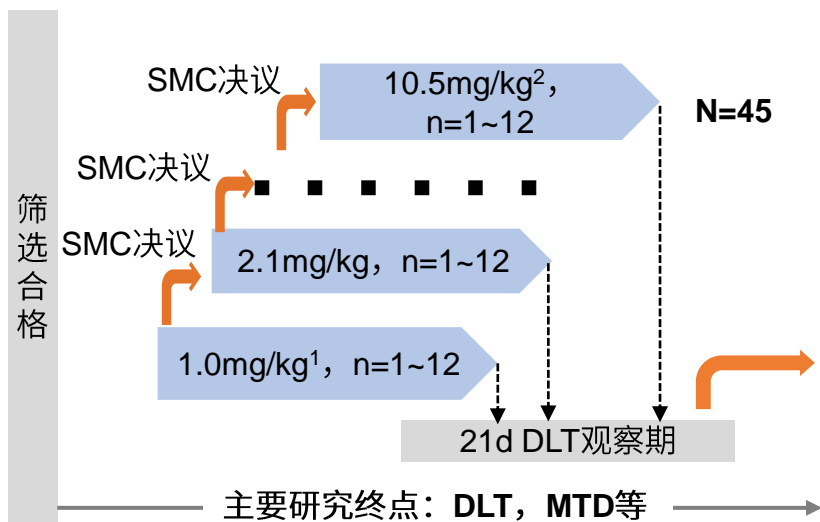 SMC决议
10.5mg/kg²，
n=1~12
N=45
SMC决议
筛选合格
SMC决议
2.1mg/kg，n=1~12
1.0mg/kg¹，n=1~12
21d DLT观察期
主要研究终点：DLT，MTD等